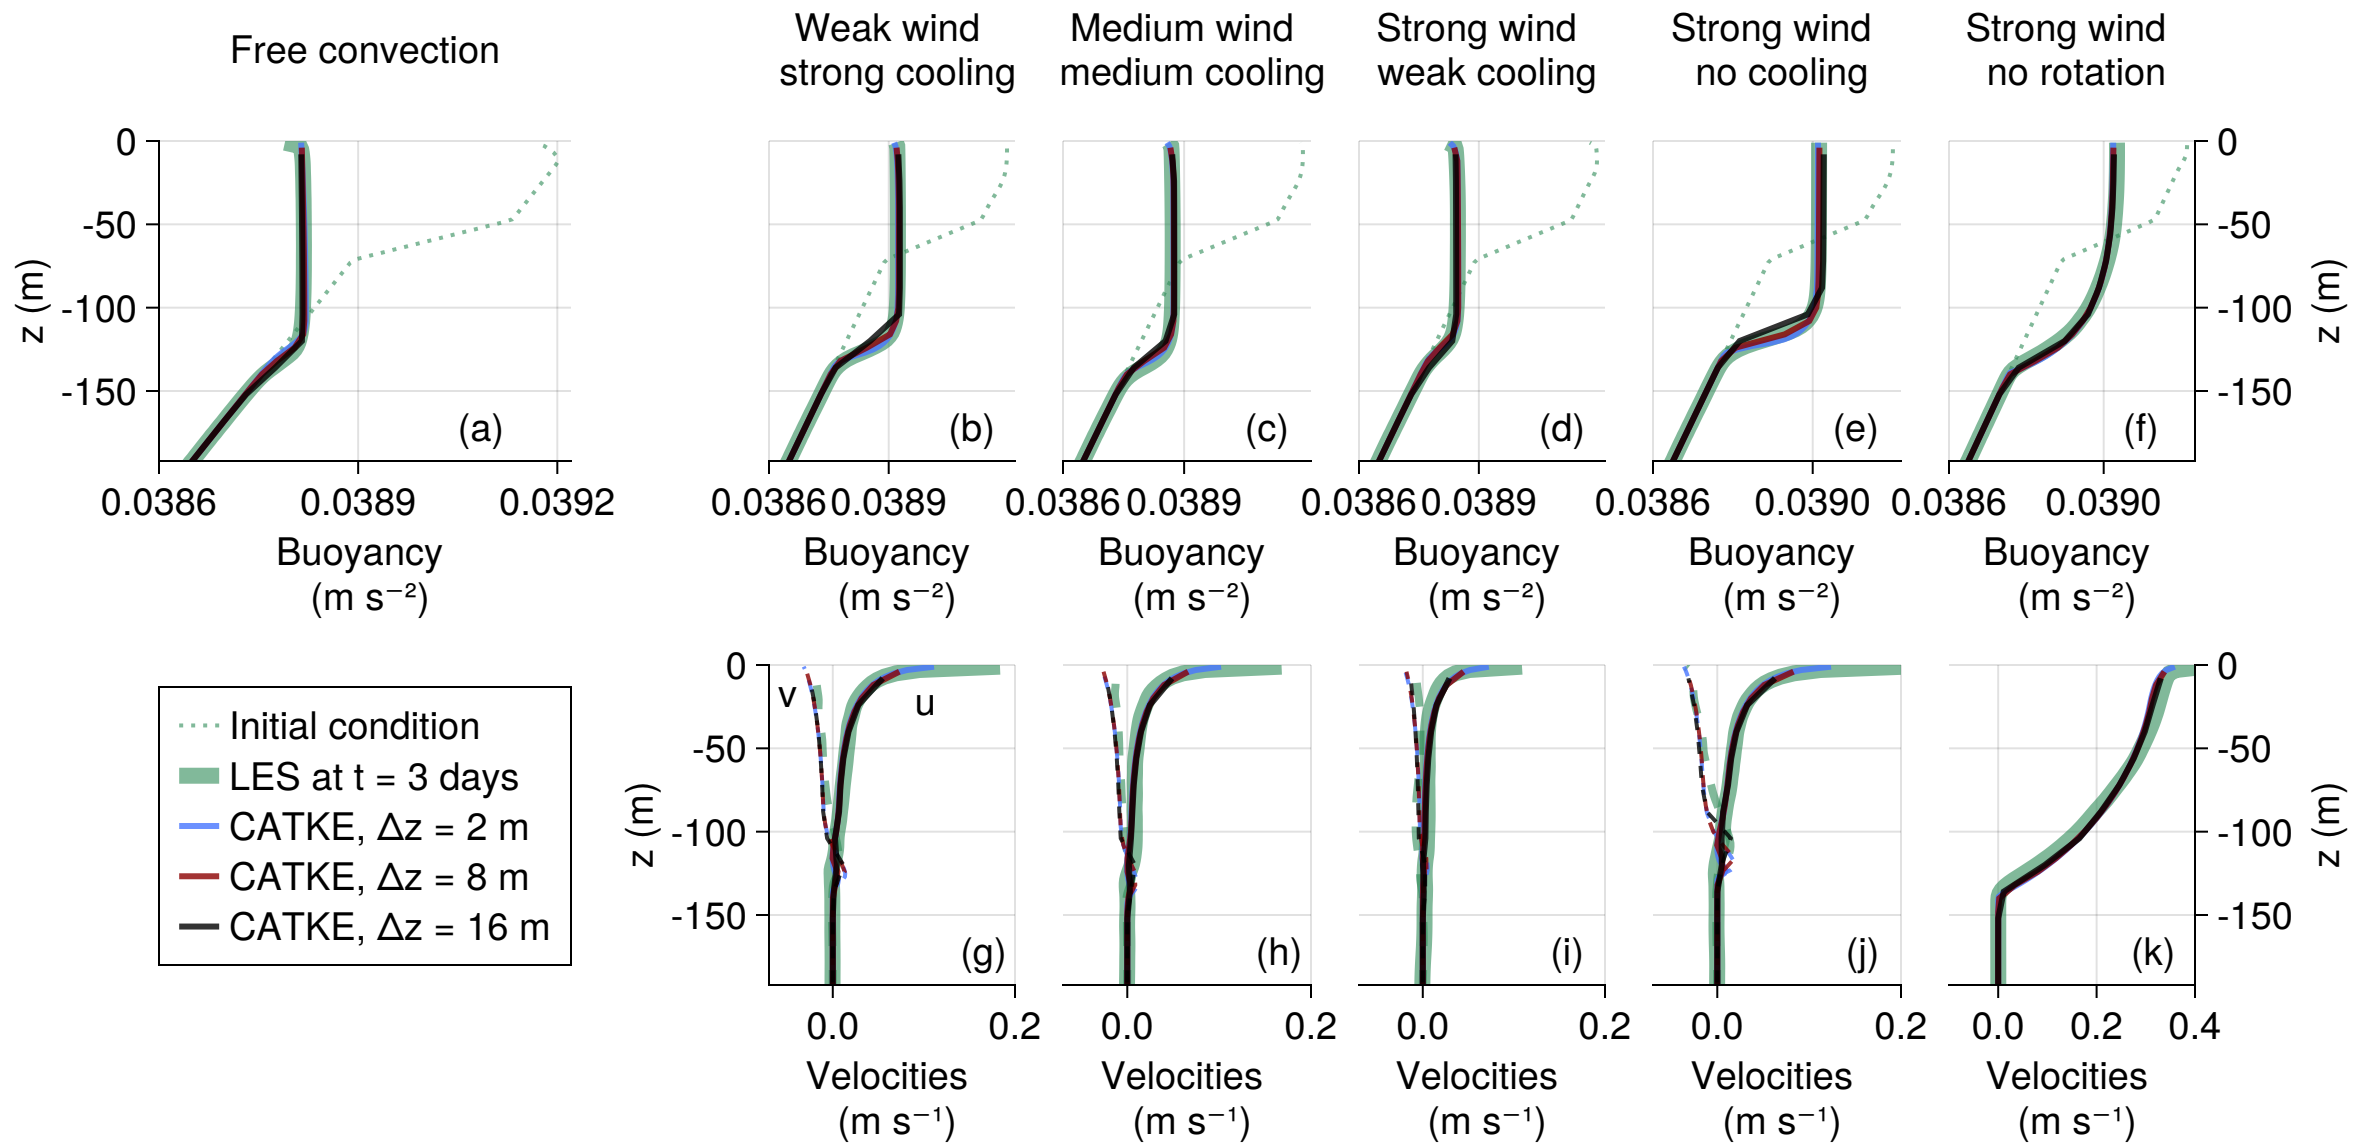 Free convection
Weak wind
strong cooling
Medium wind
medium cooling
Strong wind
weak cooling
Strong wind
no cooling
Strong wind
no rotation
0
-50
-100
-150
z (m)
(a)
(b)
(c)
(d)
(e)
(f)
0
-50
-100
-150
z (m)
0.0386 0.0389 0.0392
0.0386 0.0389
0.0386 0.0389
0.0386 0.0389
0.0386 0.0390
0.0386 0.0390
Buoyancy
(m s⁻²)
Buoyancy
(m s⁻²)
Buoyancy
(m s⁻²)
Buoyancy
(m s⁻²)
Buoyancy
(m s⁻²)
Buoyancy
(m s⁻²)
Initial condition
LES at t = 3 days
CATKE, Δz = 2 m
CATKE, Δz = 8 m
CATKE, Δz = 16 m
0
-50
-100
-150
z (m)
v
u
(g)
(h)
(i)
(j)
(k)
0
-50
-100
-150
z (m)
0.0 0.2
0.0 0.2
0.0 0.2
0.0 0.2
0.0 0.2 0.4
Velocities
(m s⁻¹)
Velocities
(m s⁻¹)
Velocities
(m s⁻¹)
Velocities
(m s⁻¹)
Velocities
(m s⁻¹)